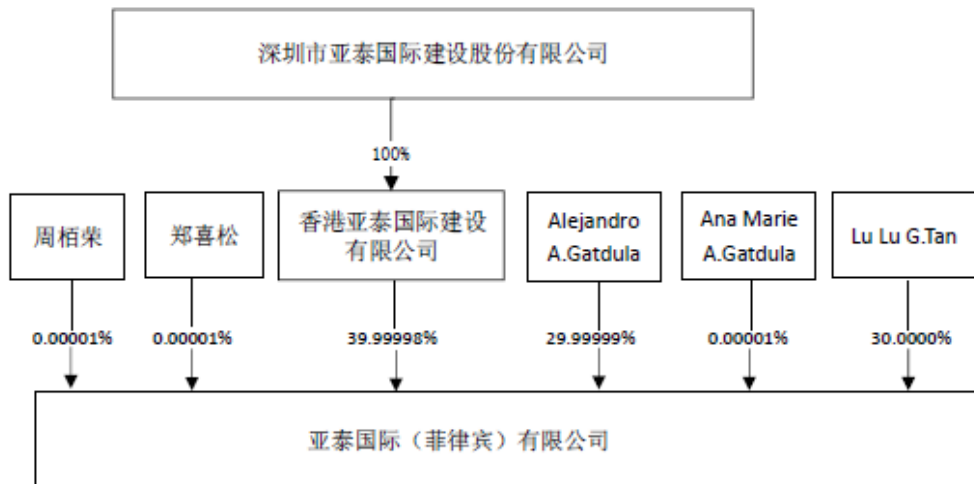 深圳市亚泰国际建设股份有限公司
100%
周栢荣
郑喜松
香港亚泰国际建设
有限公司
Alejandro
A.Gatdula
Ana Marie
A.Gatdula
Lu Lu G.Tan
0.00001%
0.00001%
39.99998%
29.99999%
0.00001%
30.0000%
亚泰国际（菲律宾）有限公司